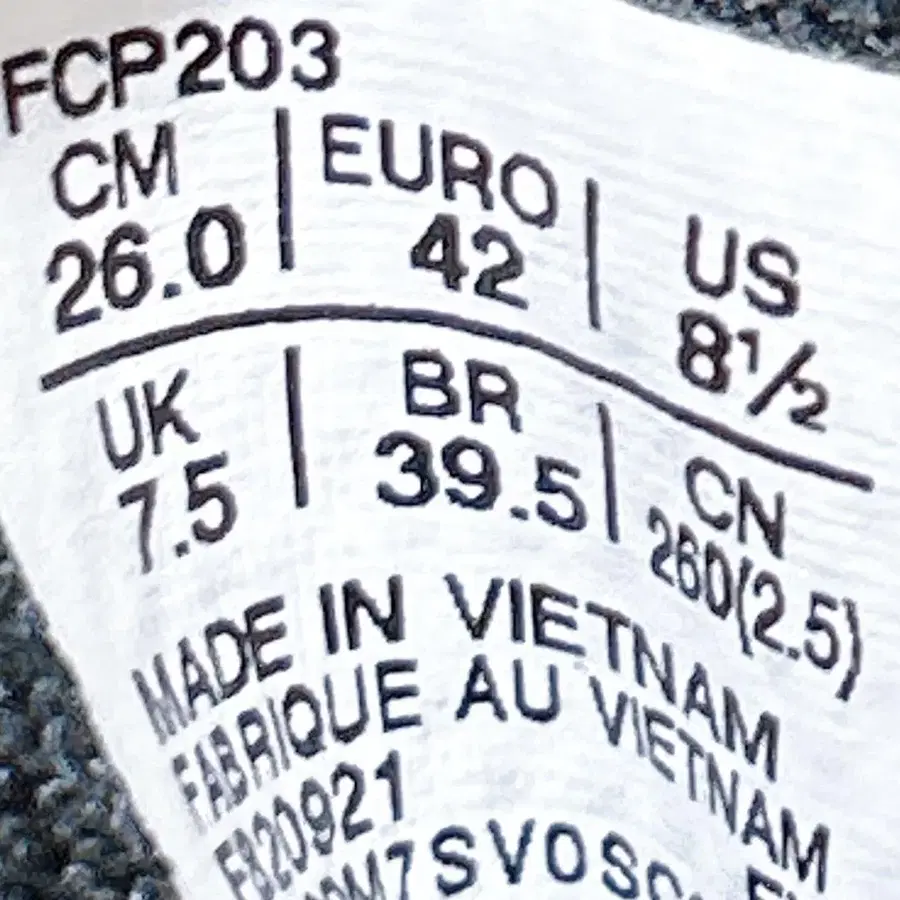 FCP203
CM | EURO | US
26.0 | 42 | 8½
UK | BR | CN
7.5 | 39.5 | 260(2.5)
MADE IN VIETNAM
FABRIQUE AU VIETNAM
F820921